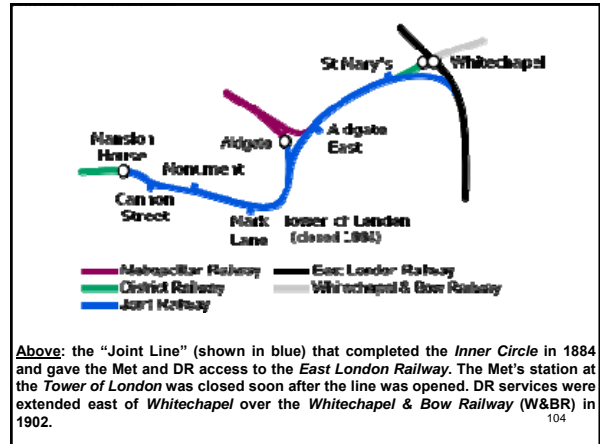 St Mary's
Whitechapel
Aldgate
Aldgate
East
Mansion
House
Monument
Cannon
Street
Mark
Lane
Tower of London
(closed 1884)
Metropolitan Railway
East London Railway
District Railway
Whitechapel & Bow Railway
Joint Railway
Above: the “Joint Line” (shown in blue) that completed the Inner Circle in 1884
and gave the Met and DR access to the East London Railway. The Met’s station at
the Tower of London was closed soon after the line was opened. DR services were
extended east of Whitechapel over the Whitechapel & Bow Railway (W&BR) in
1902.
104